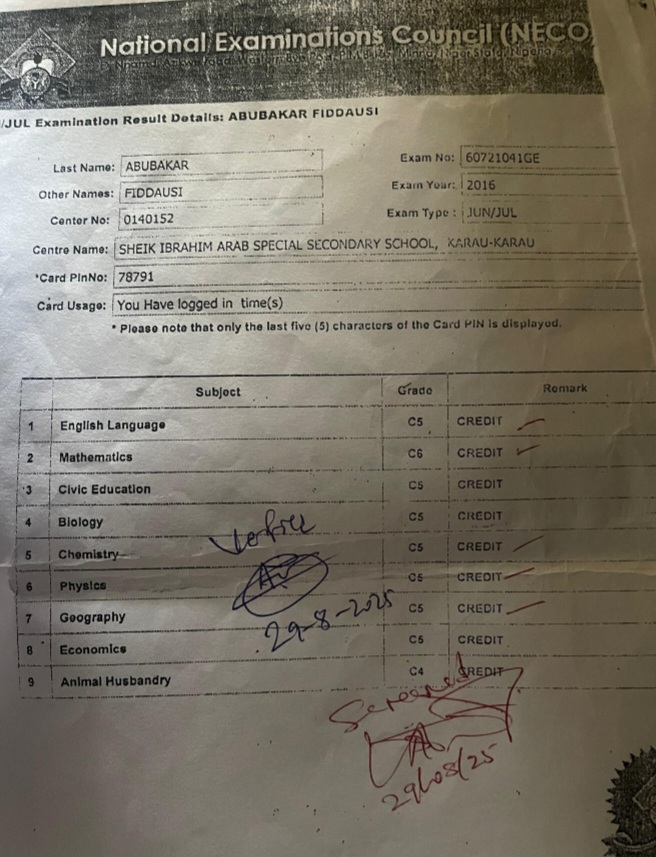 National Examinations Council (NECO)
/JUL Examination Result Details: ABUBAKAR FIDDAUSI
Last Name: ABUBAKAR
Exam No: 60721041GE
Other Names: FIDDAUSI
Exam Year: 2016
Center No: 0140152
Exam Type : JUN/JUL
Centre Name: SHEIK IBRAHIM ARAB SPECIAL SECONDARY SCHOOL, KARAU-KARAU
*Card PinNo: 78791
Card Usage: You Have logged in time(s)
* Please note that only the last five (5) characters of the Card PIN is displayed.
Subject Grade Remark
1 English Language C5 CREDIT
2 Mathematics C6 CREDIT
3 Civic Education C5 CREDIT
4 Biology C5 CREDIT
5 Chemistry C5 CREDIT
6 Physics C5 CREDIT
7 Geography C5 CREDIT
8 Economics C5 CREDIT
9 Animal Husbandry C4 CREDIT
29-8-2025
Screened
29/08/25